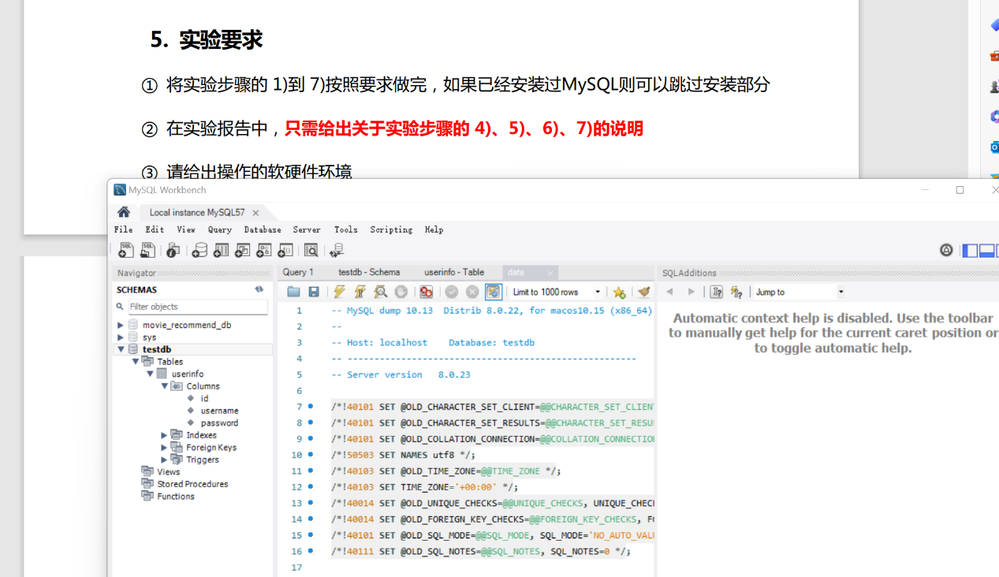 5. 实验要求
① 将实验步骤的 1)到 7)按照要求做完，如果已经安装过MySQL则可以跳过安装部分
② 在实验报告中，只需给出关于实验步骤的 4)、5)、6)、7)的说明
③ 请给出操作的软硬件环境
MySQL Workbench
Local instance MySQL57
File Edit View Query Database Server Tools Scripting Help
Navigator
SCHEMAS
Filter objects
movie_recommend_db
sys
testdb
Tables
userinfo
Columns
id
username
password
Indexes
Foreign Keys
Triggers
Views
Stored Procedures
Functions
Query 1 testdb - Schema userinfo - Table data
Limit to 1000 rows
1 -- MySQL dump 10.13  Distrib 8.0.22, for macos10.15 (x86_64)
2 --
3 -- Host: localhost    Database: testdb
4 -- ------------------------------------------------------
5 -- Server version   8.0.23
6
7 /*!40101 SET @OLD_CHARACTER_SET_CLIENT=@@CHARACTER_SET_CLIENT
8 /*!40101 SET @OLD_CHARACTER_SET_RESULTS=@@CHARACTER_SET_RESU
9 /*!40101 SET @OLD_COLLATION_CONNECTION=@@COLLATION_CONNECTIO
10 /*!50503 SET NAMES utf8 */;
11 /*!40103 SET @OLD_TIME_ZONE=@@TIME_ZONE */;
12 /*!40103 SET TIME_ZONE='+00:00' */;
13 /*!40014 SET @OLD_UNIQUE_CHECKS=@@UNIQUE_CHECKS, UNIQUE_CHEC
14 /*!40014 SET @OLD_FOREIGN_KEY_CHECKS=@@FOREIGN_KEY_CHECKS, FO
15 /*!40101 SET @OLD_SQL_MODE=@@SQL_MODE, SQL_MODE='NO_AUTO_VALU
16 /*!40111 SET @OLD_SQL_NOTES=@@SQL_NOTES, SQL_NOTES=0 */;
17
SQLAdditions
Jump to
Automatic context help is disabled. Use the toolbar
to manually get help for the current caret position or
to toggle automatic help.